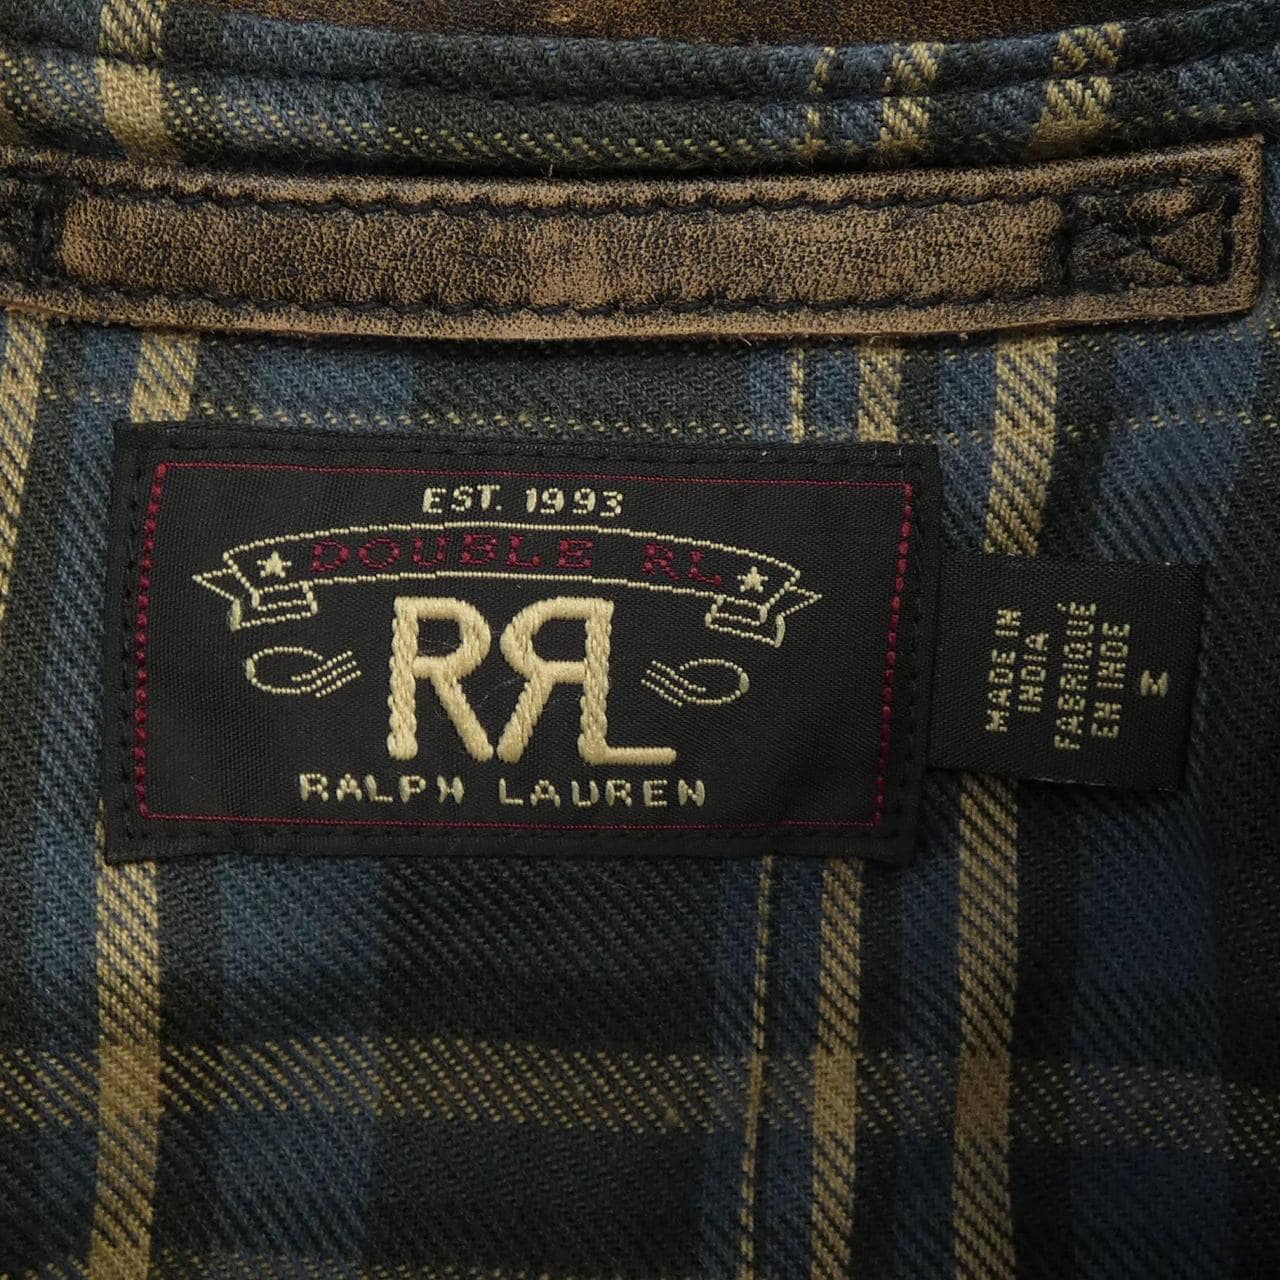 EST. 1993
DOUBLE RL
RRL
RALPH LAUREN
MADE IN
INDIA
FABRIQUÉ
EN INDE
M